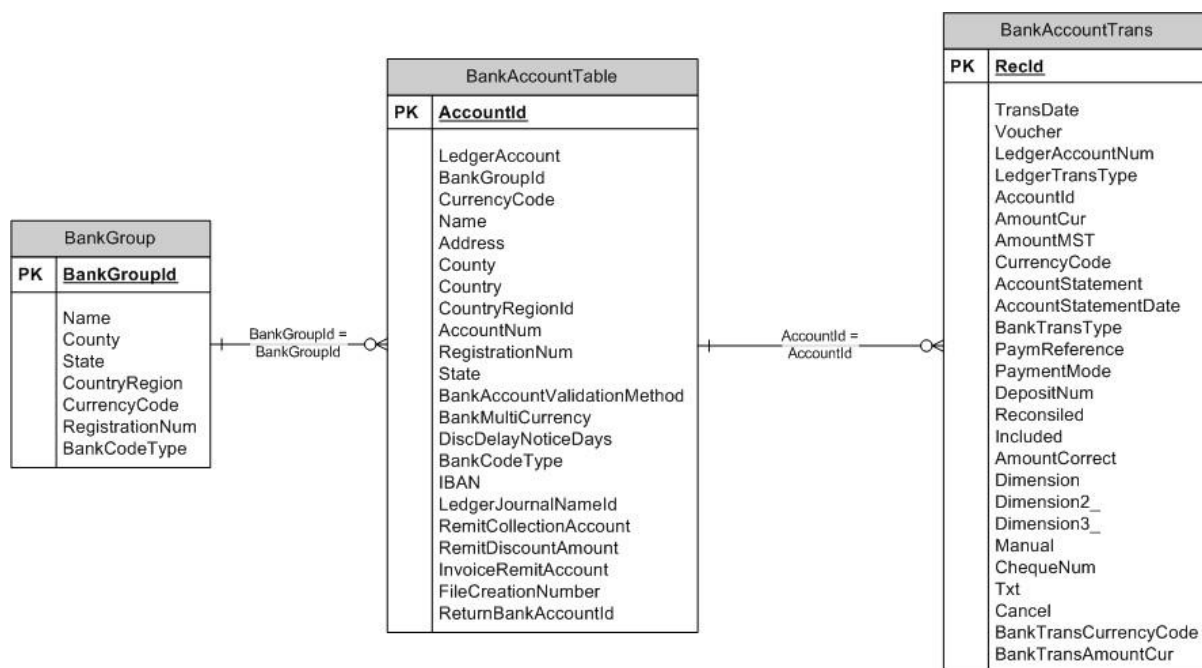 BankGroup
PK BankGroupId
Name
County
State
CountryRegion
CurrencyCode
RegistrationNum
BankCodeType
BankGroupId =
BankGroupId
BankAccountTable
PK AccountId
LedgerAccount
BankGroupId
CurrencyCode
Name
Address
County
Country
CountryRegionId
AccountNum
RegistrationNum
State
BankAccountValidationMethod
BankMultiCurrency
DiscDelayNoticeDays
BankCodeType
IBAN
LedgerJournalNameId
RemitCollectionAccount
RemitDiscountAmount
InvoiceRemitAccount
FileCreationNumber
ReturnBankAccountId
AccountId =
AccountId
BankAccountTrans
PK RecId
TransDate
Voucher
LedgerAccountNum
LedgerTransType
AccountId
AmountCur
AmountMST
CurrencyCode
AccountStatement
AccountStatementDate
BankTransType
PaymReference
PaymentMode
DepositNum
Reconsiled
Included
AmountCorrect
Dimension
Dimension2_
Dimension3_
Manual
ChequeNum
Txt
Cancel
BankTransCurrencyCode
BankTransAmountCur